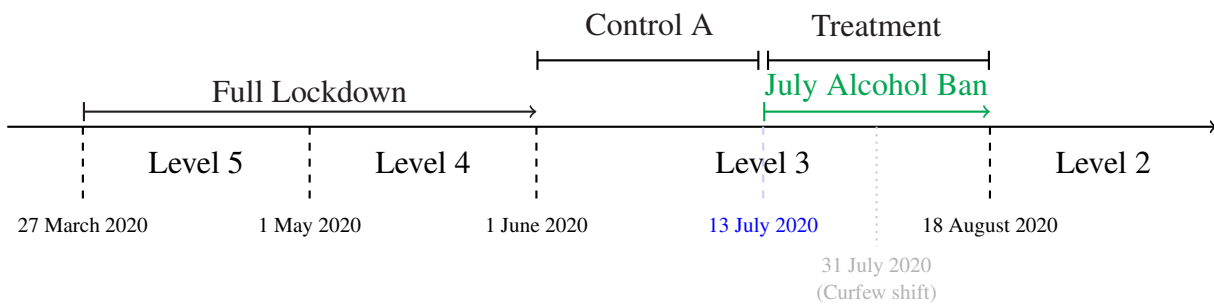 Control A
Treatment
July Alcohol Ban
Full Lockdown
Level 5
Level 4
Level 3
Level 2
27 March 2020
1 May 2020
1 June 2020
13 July 2020
18 August 2020
31 July 2020
(Curfew shift)